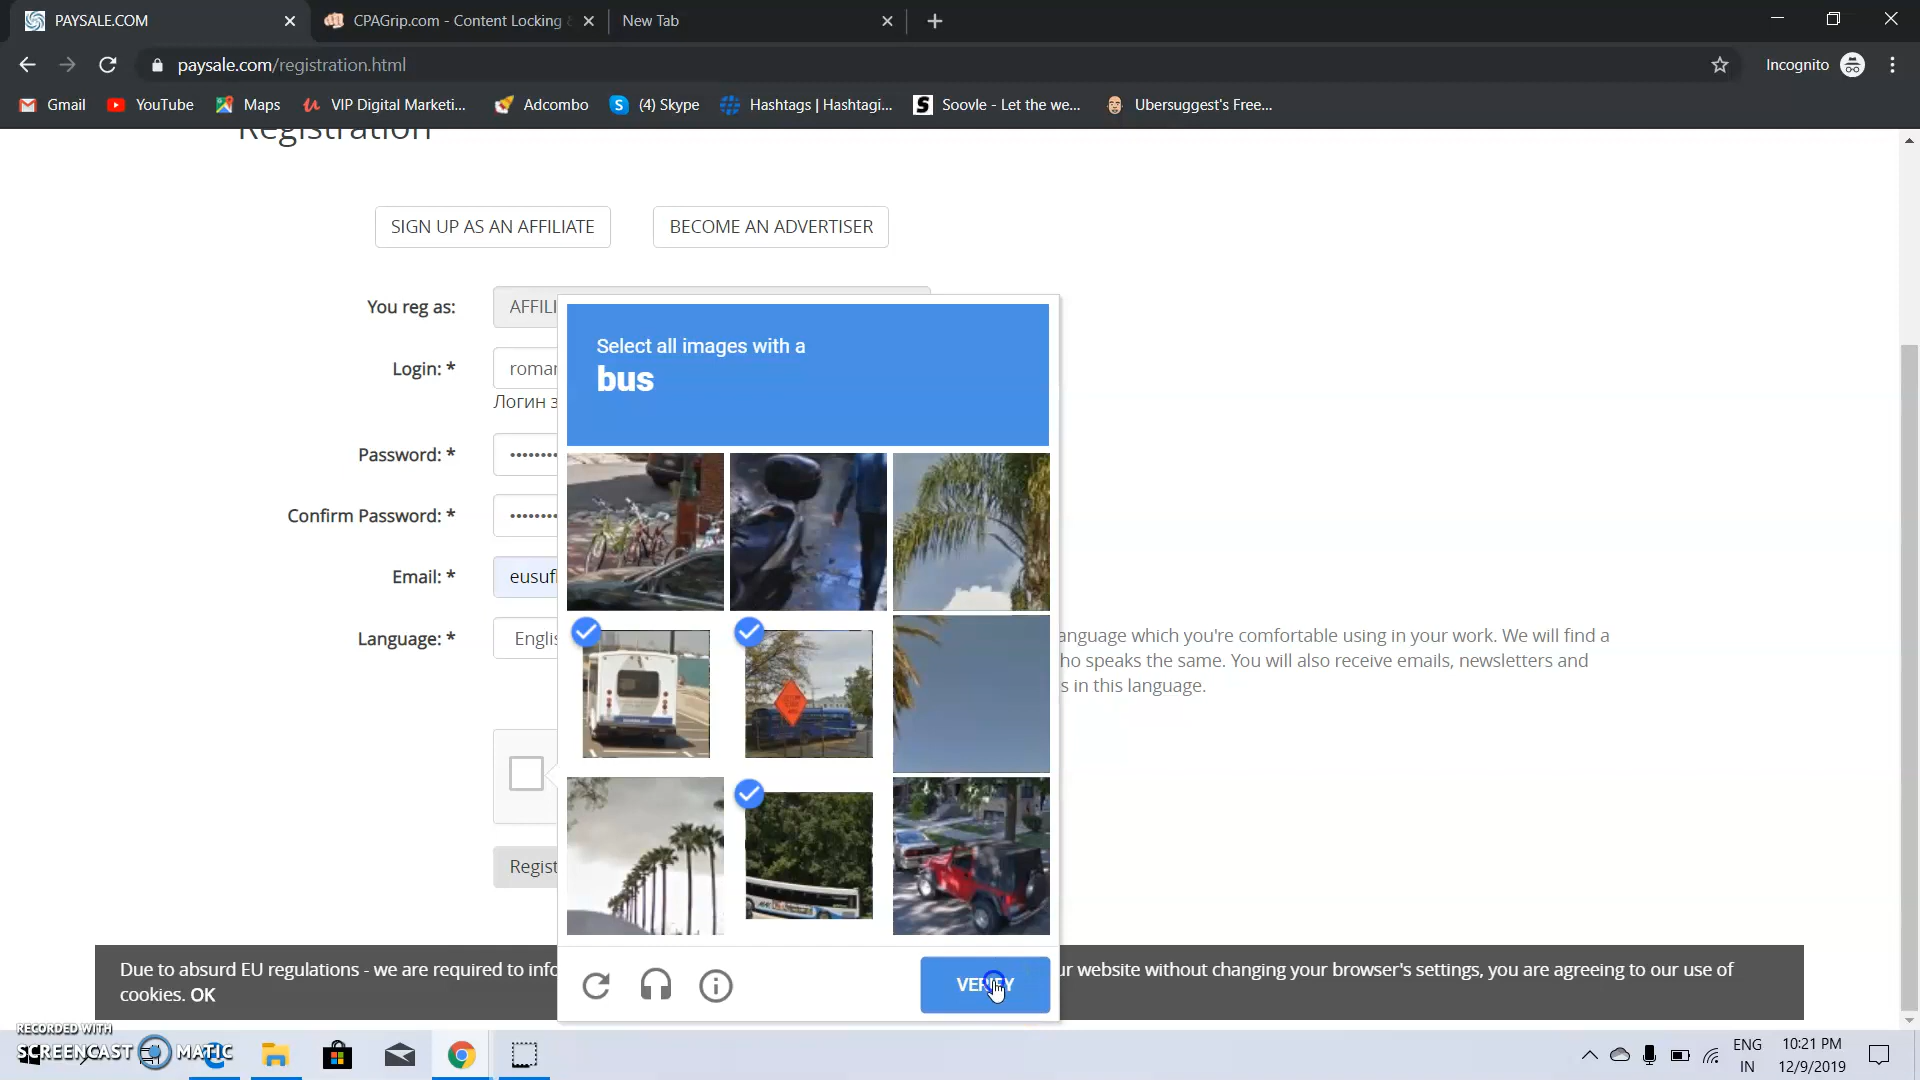 PAYSALE.COM
CPAGrip.com - Content Locking
New Tab
paysale.com/registration.html
Incognito
Gmail
YouTube
Maps
VIP Digital Marketi...
Adcombo
(4) Skype
Hashtags | Hashtagi...
Soovle - Let the we...
Ubersuggest's Free...
Registration
SIGN UP AS AN AFFILIATE
BECOME AN ADVERTISER
You reg as:
AFFILI
Login: *
roman
Логин з
Password: *
Confirm Password: *
Email: *
eusuf
Language: *
Englis
anguage which you're comfortable using in your work. We will find a
ho speaks the same. You will also receive emails, newsletters and
s in this language.
Select all images with a
bus
Regist
VERIFY
Due to absurd EU regulations - we are required to info
ur website without changing your browser's settings, you are agreeing to our use of
cookies. OK
RECORDED WITH
SCREENCAST MATIC
ENG
IN
10:21 PM
12/9/2019